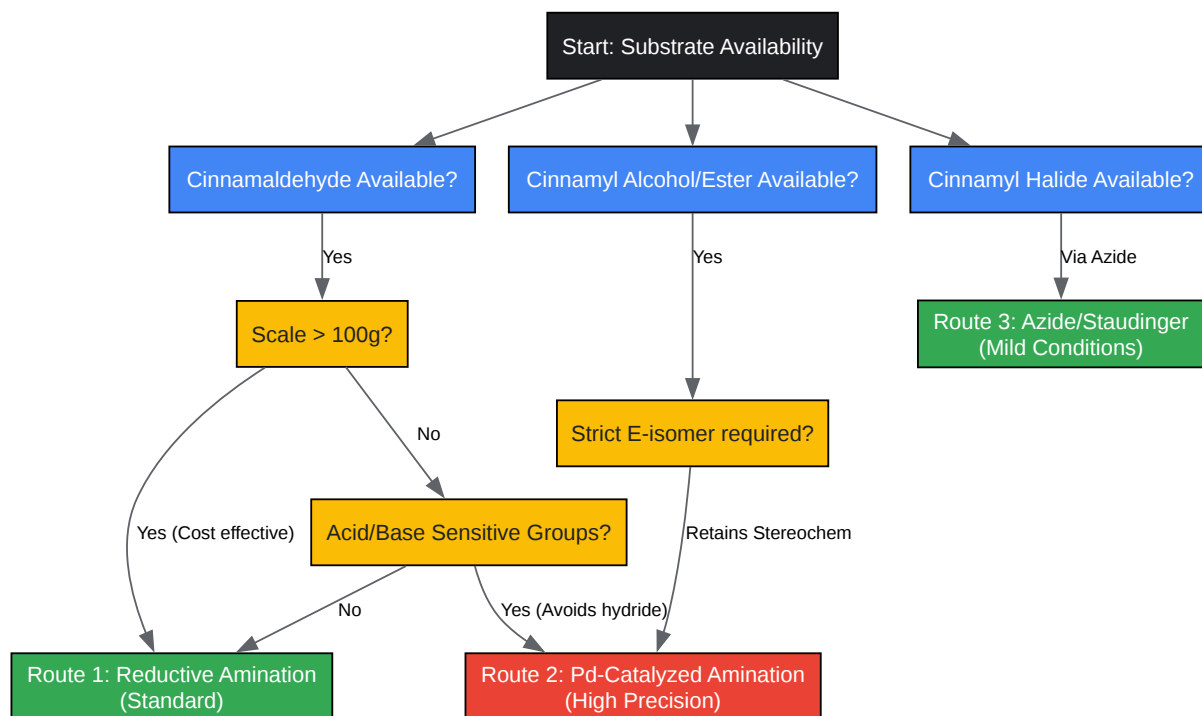 Start: Substrate Availability
Cinnamaldehyde Available?
Cinnamyl Alcohol/Ester Available?
Cinnamyl Halide Available?
Yes
Yes
Via Azide
Scale > 100g?
Route 3: Azide/Staudinger
(Mild Conditions)
No
Strict E-isomer required?
Yes (Cost effective)
Acid/Base Sensitive Groups?
Retains Stereochem
No
Yes (Avoids hydride)
Route 1: Reductive Amination
(Standard)
Route 2: Pd-Catalyzed Amination
(High Precision)